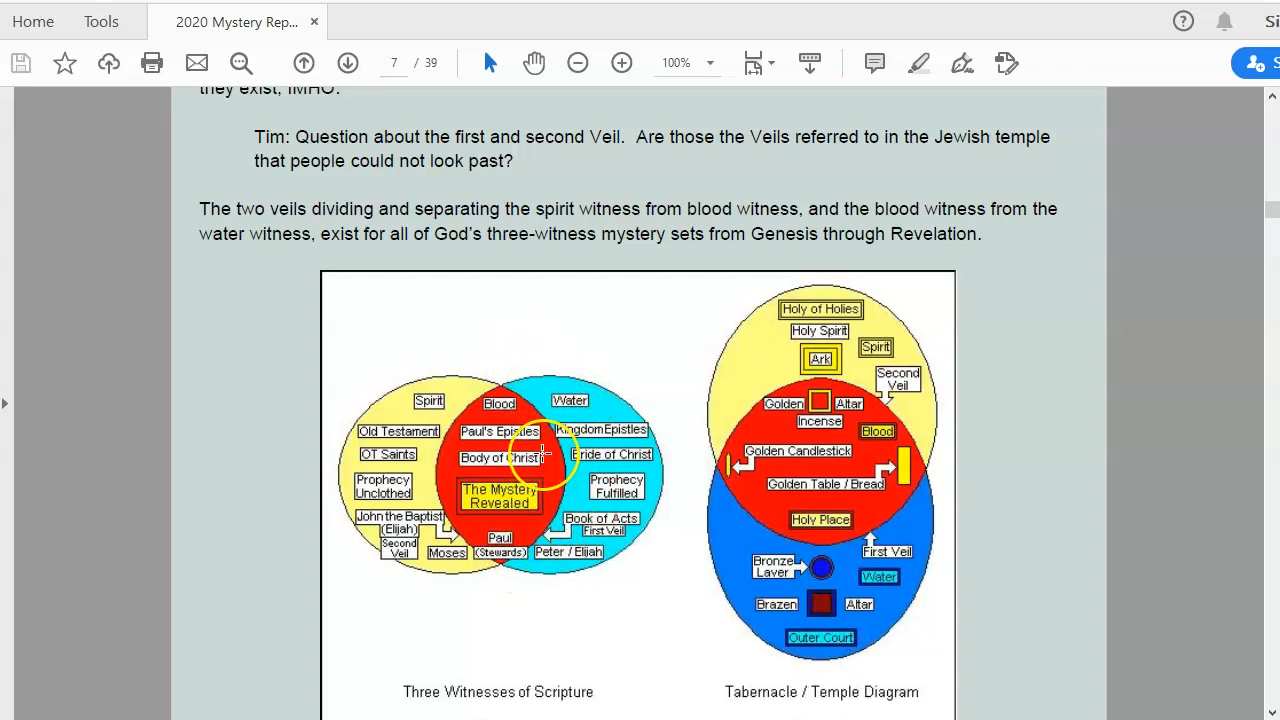 Home
Tools
2020 Mystery Rep...
×
?
Si
7 / 39
100%
S
they exist, IMHO.
Tim: Question about the first and second Veil. Are those the Veils referred to in the Jewish temple
that people could not look past?
The two veils dividing and separating the spirit witness from blood witness, and the blood witness from the
water witness, exist for all of God's three-witness mystery sets from Genesis through Revelation.
Spirit
Blood
Water
Old Testament
Paul's Epistles
Kingdom Epistles
OT Saints
Body of Christ
Bride of Christ
Prophecy
Unclothed
The Mystery
Revealed
Prophecy
Fulfilled
John the Baptist
(Elijah)
Book of Acts
First Veil
Second
Veil
Moses
Paul
(Stewards)
Peter / Elijah
Three Witnesses of Scripture
Holy of Holies
Holy Spirit
Ark
Spirit
Second
Veil
Golden
Altar
Incense
Blood
Golden Candlestick
Golden Table / Bread
Holy Place
First Veil
Bronze
Laver
Water
Brazen
Altar
Outer Court
Tabernacle / Temple Diagram